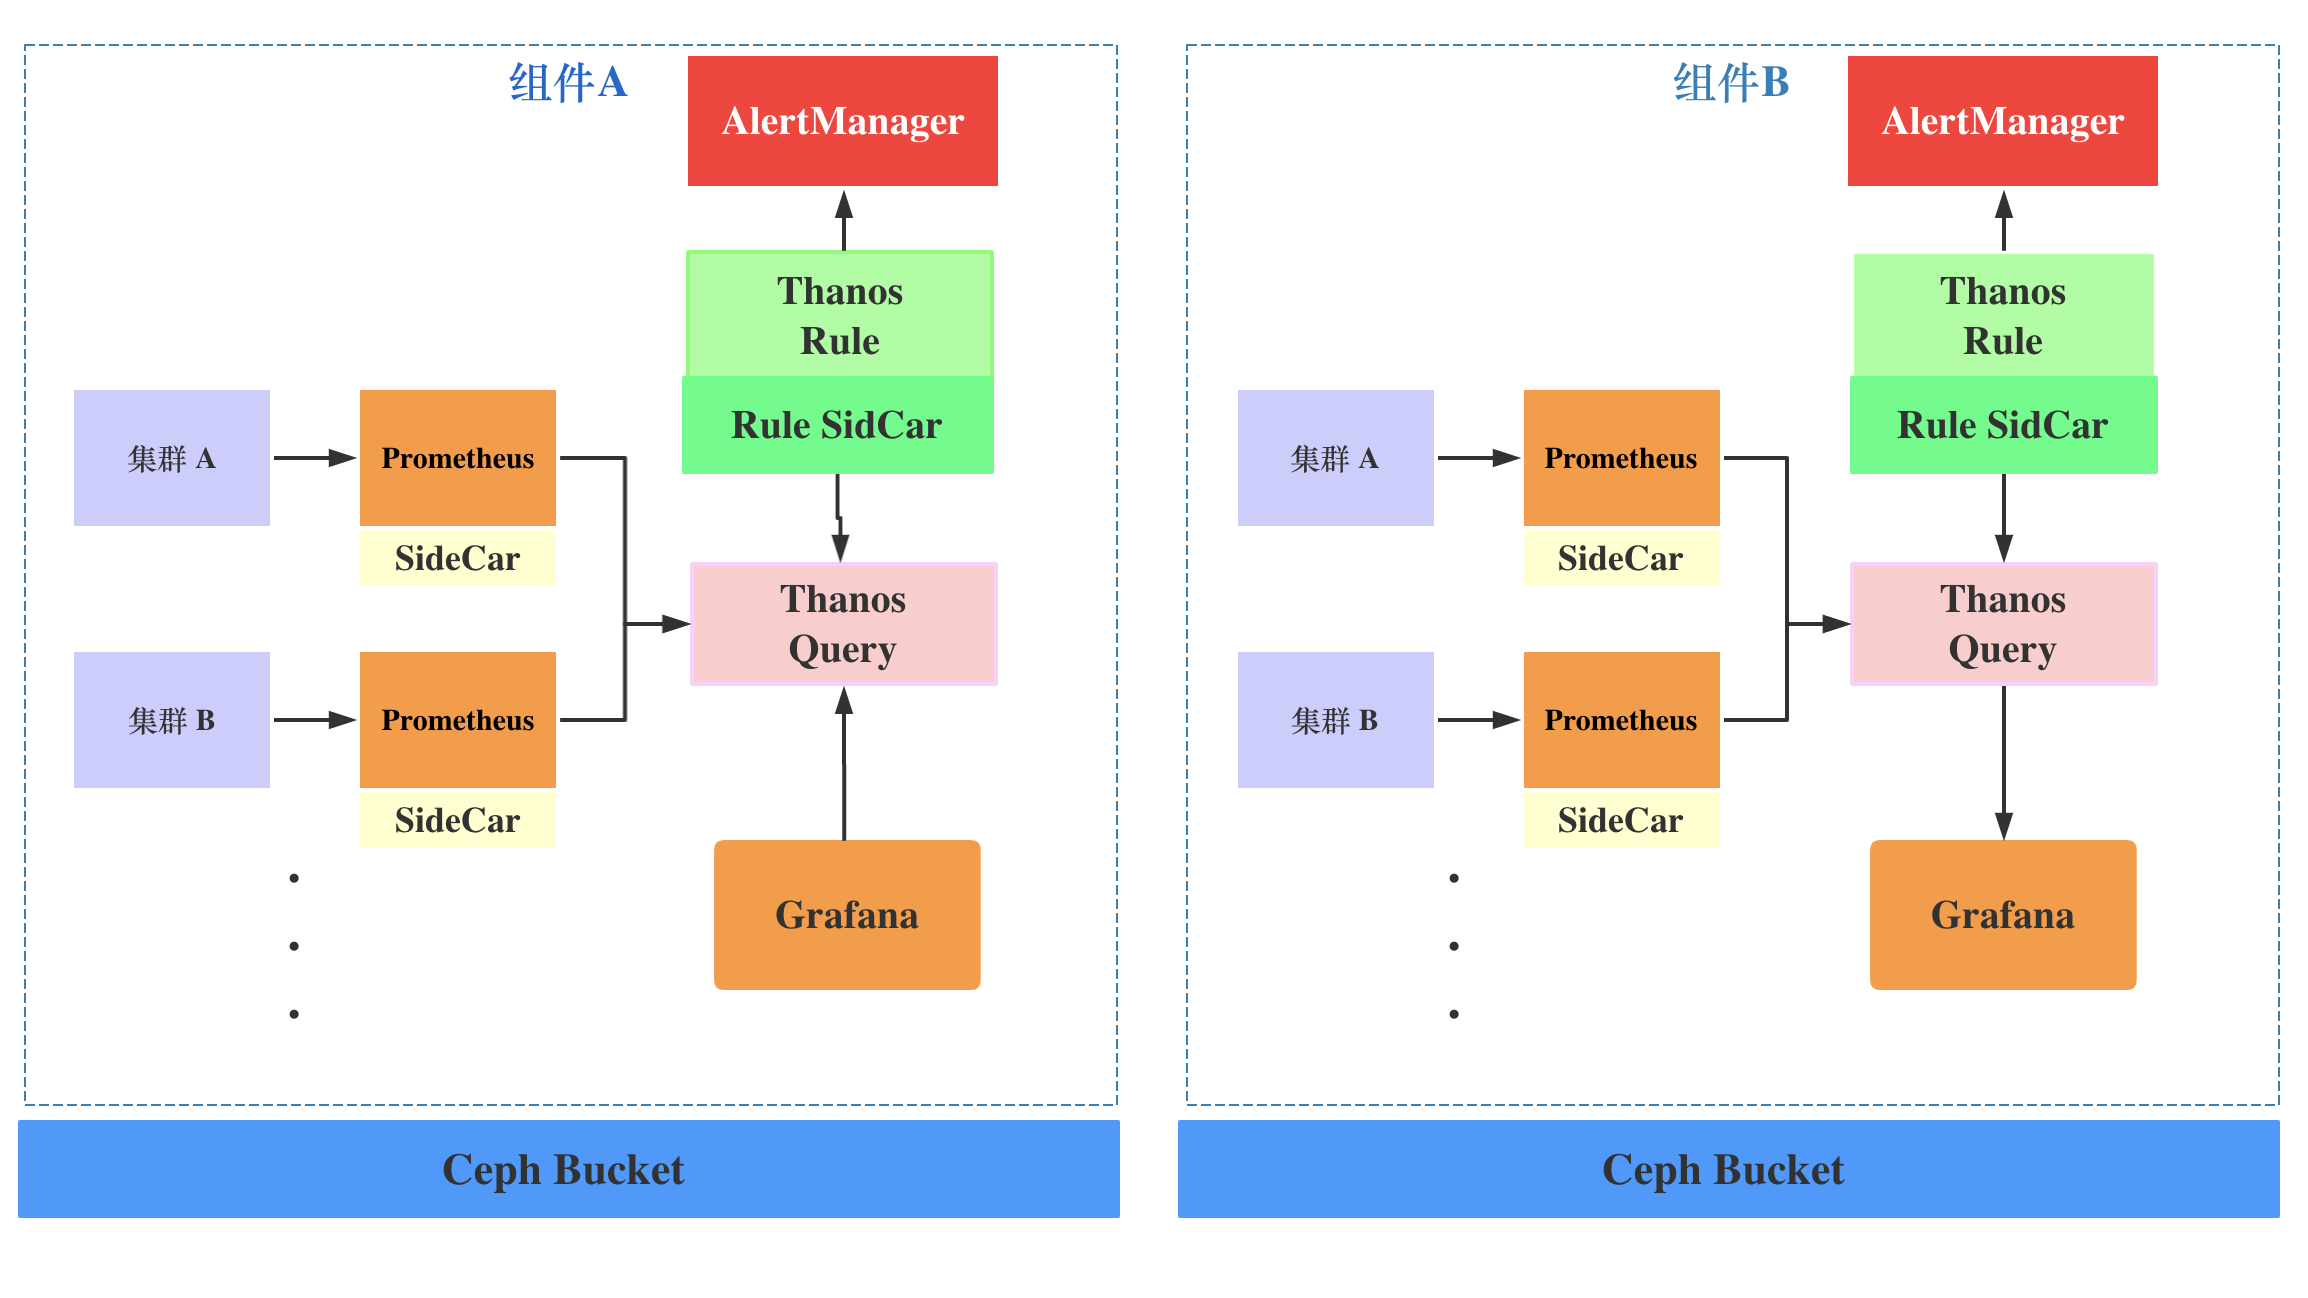 组件A
AlertManager
Thanos
Rule
Rule SidCar
集群 A
Prometheus
SideCar
Thanos
Query
集群 B
Prometheus
SideCar
Grafana
Ceph Bucket
组件B
AlertManager
Thanos
Rule
Rule SidCar
集群 A
Prometheus
SideCar
Thanos
Query
集群 B
Prometheus
SideCar
Grafana
Ceph Bucket